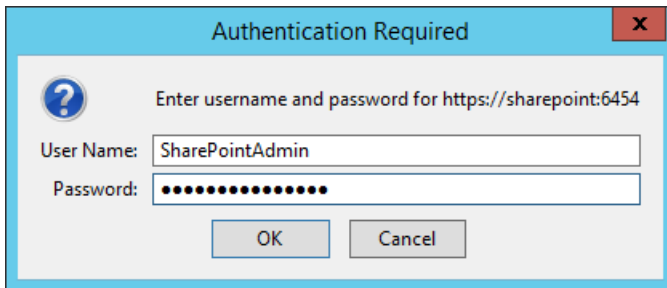 Authentication Required
x
?
Enter username and password for https://sharepoint:6454
User Name: SharePointAdmin
Password: •••••••••••••••
OK Cancel